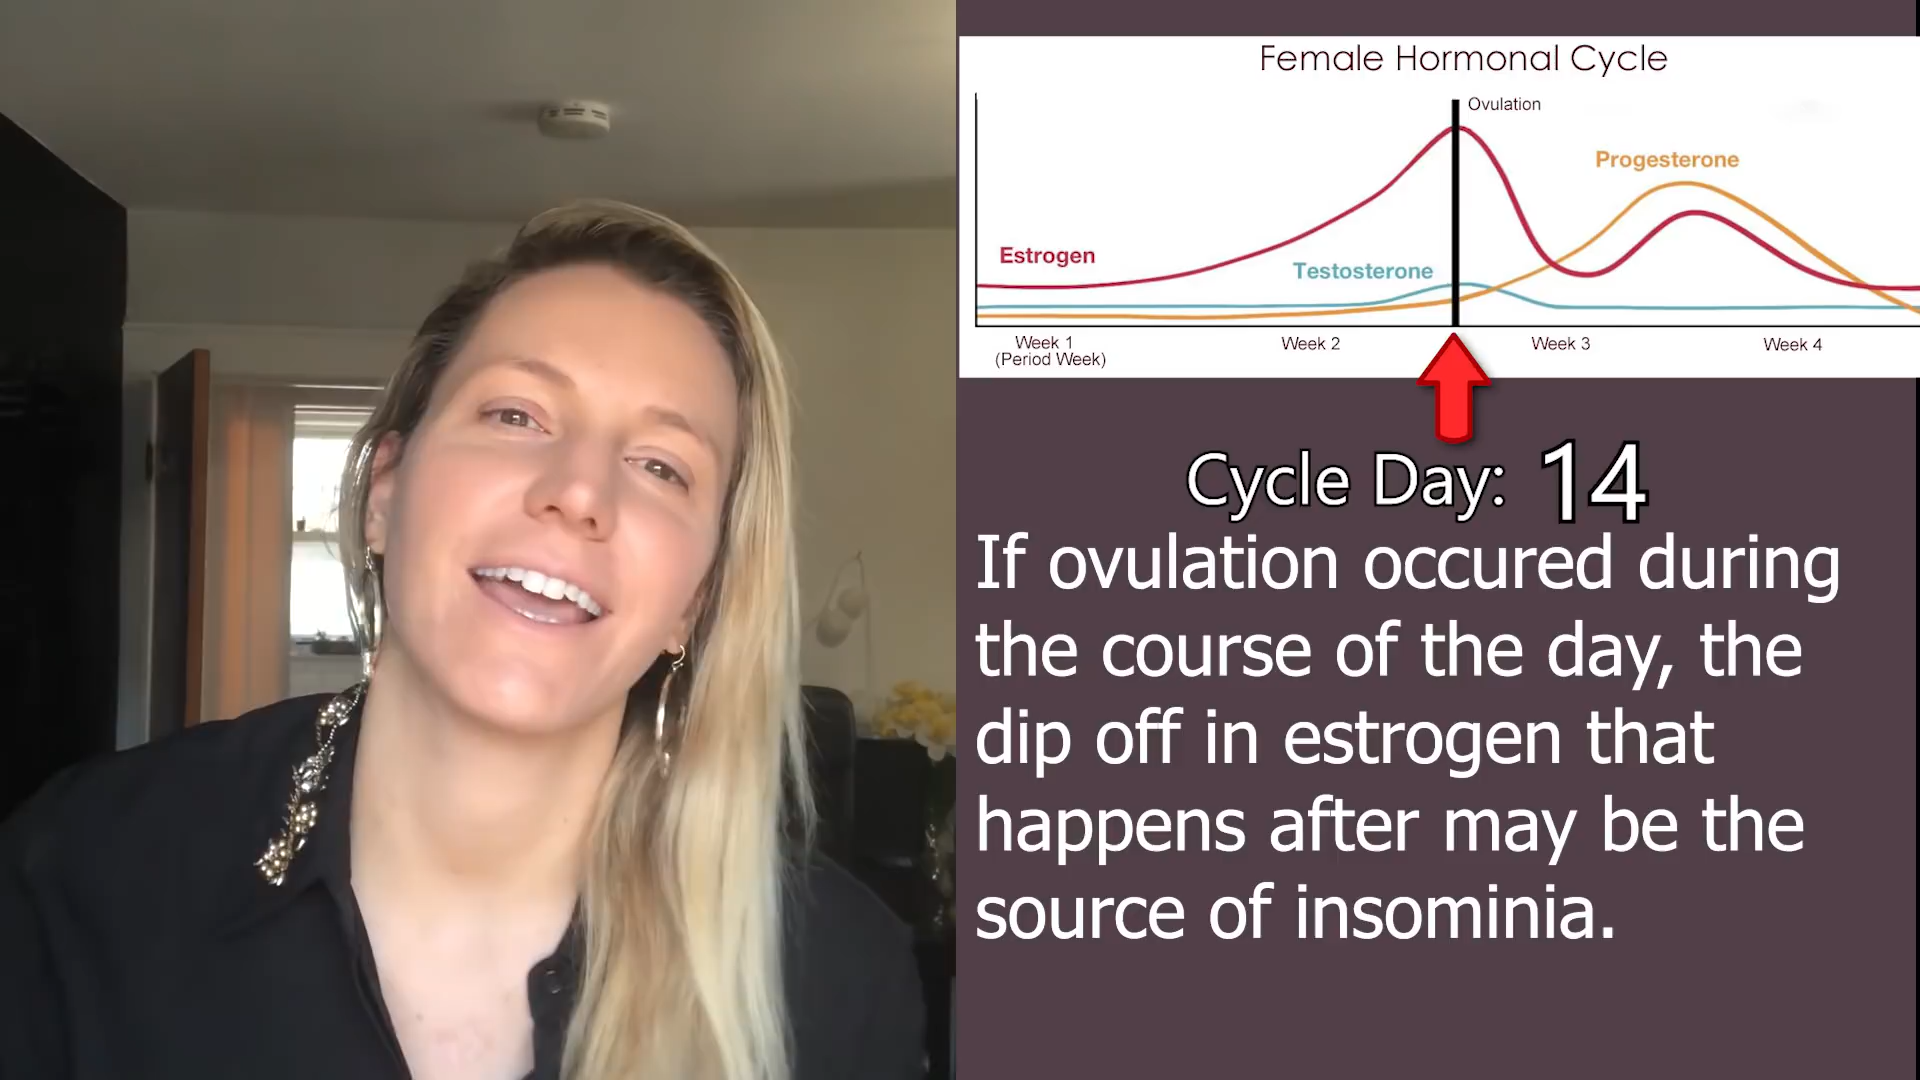 Female Hormonal Cycle
Ovulation
Progesterone
Estrogen
Testosterone
Week 1
(Period Week)
Week 2
Week 3
Week 4
Cycle Day: 14
If ovulation occured during
the course of the day, the
dip off in estrogen that
happens after may be the
source of insominia.